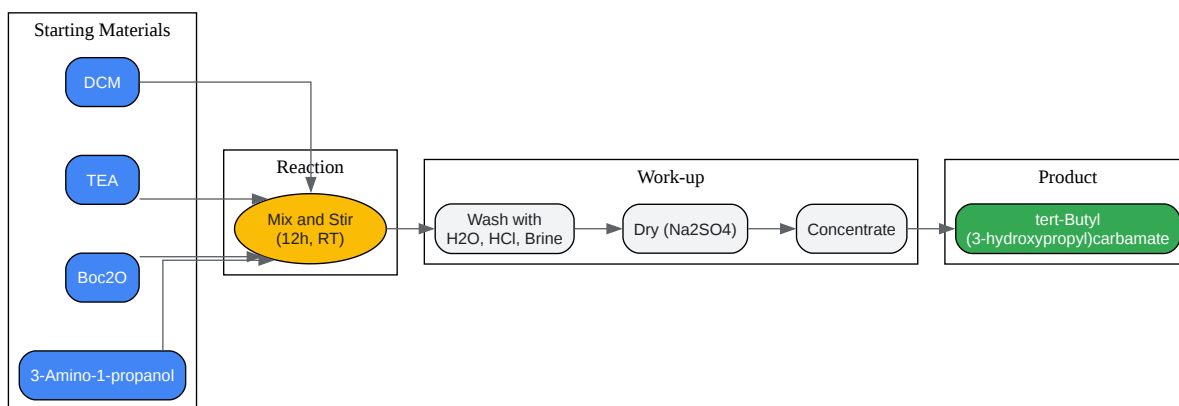 Starting Materials
DCM
TEA
Boc2O
3-Amino-1-propanol
Reaction
Mix and Stir
(12h, RT)
Work-up
Wash with
H2O, HCl, Brine
Dry (Na2SO4)
Concentrate
Product
tert-Butyl
(3-hydroxypropyl)carbamate